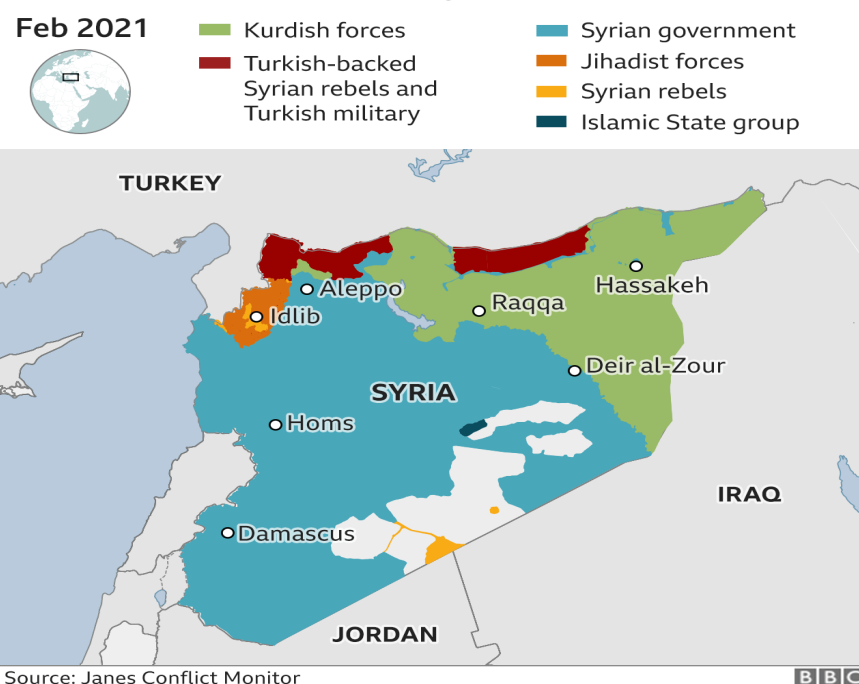 Feb 2021
Kurdish forces
Turkish-backed
Syrian rebels and
Turkish military
Syrian government
Jihadist forces
Syrian rebels
Islamic State group
TURKEY
Aleppo
Hassakeh
Raqqa
Idlib
Deir al-Zour
SYRIA
Homs
IRAQ
Damascus
JORDAN
Source: Janes Conflict Monitor
BBC